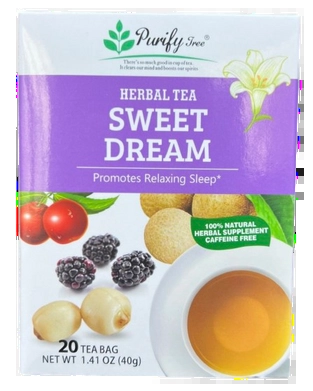 Purify Tree®
There's so much good in cup of tea.
It clears our mind and boosts our spirits.
HERBAL TEA
SWEET
DREAM
Promotes Relaxing Sleep*
100% NATURAL
HERBAL SUPPLEMENT
CAFFEINE FREE
20 TEA BAG
NET WT 1.41 OZ (40g)